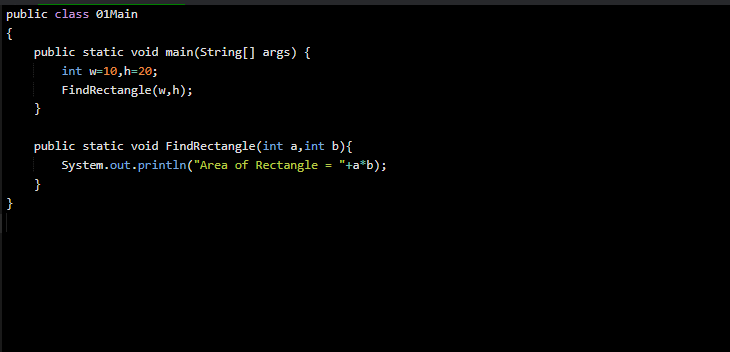 public class 01Main
{
    public static void main(String[] args) {
        int w=10,h=20;
        FindRectangle(w,h);
    }

    public static void FindRectangle(int a,int b){
        System.out.println("Area of Rectangle = "+a*b);
    }
}